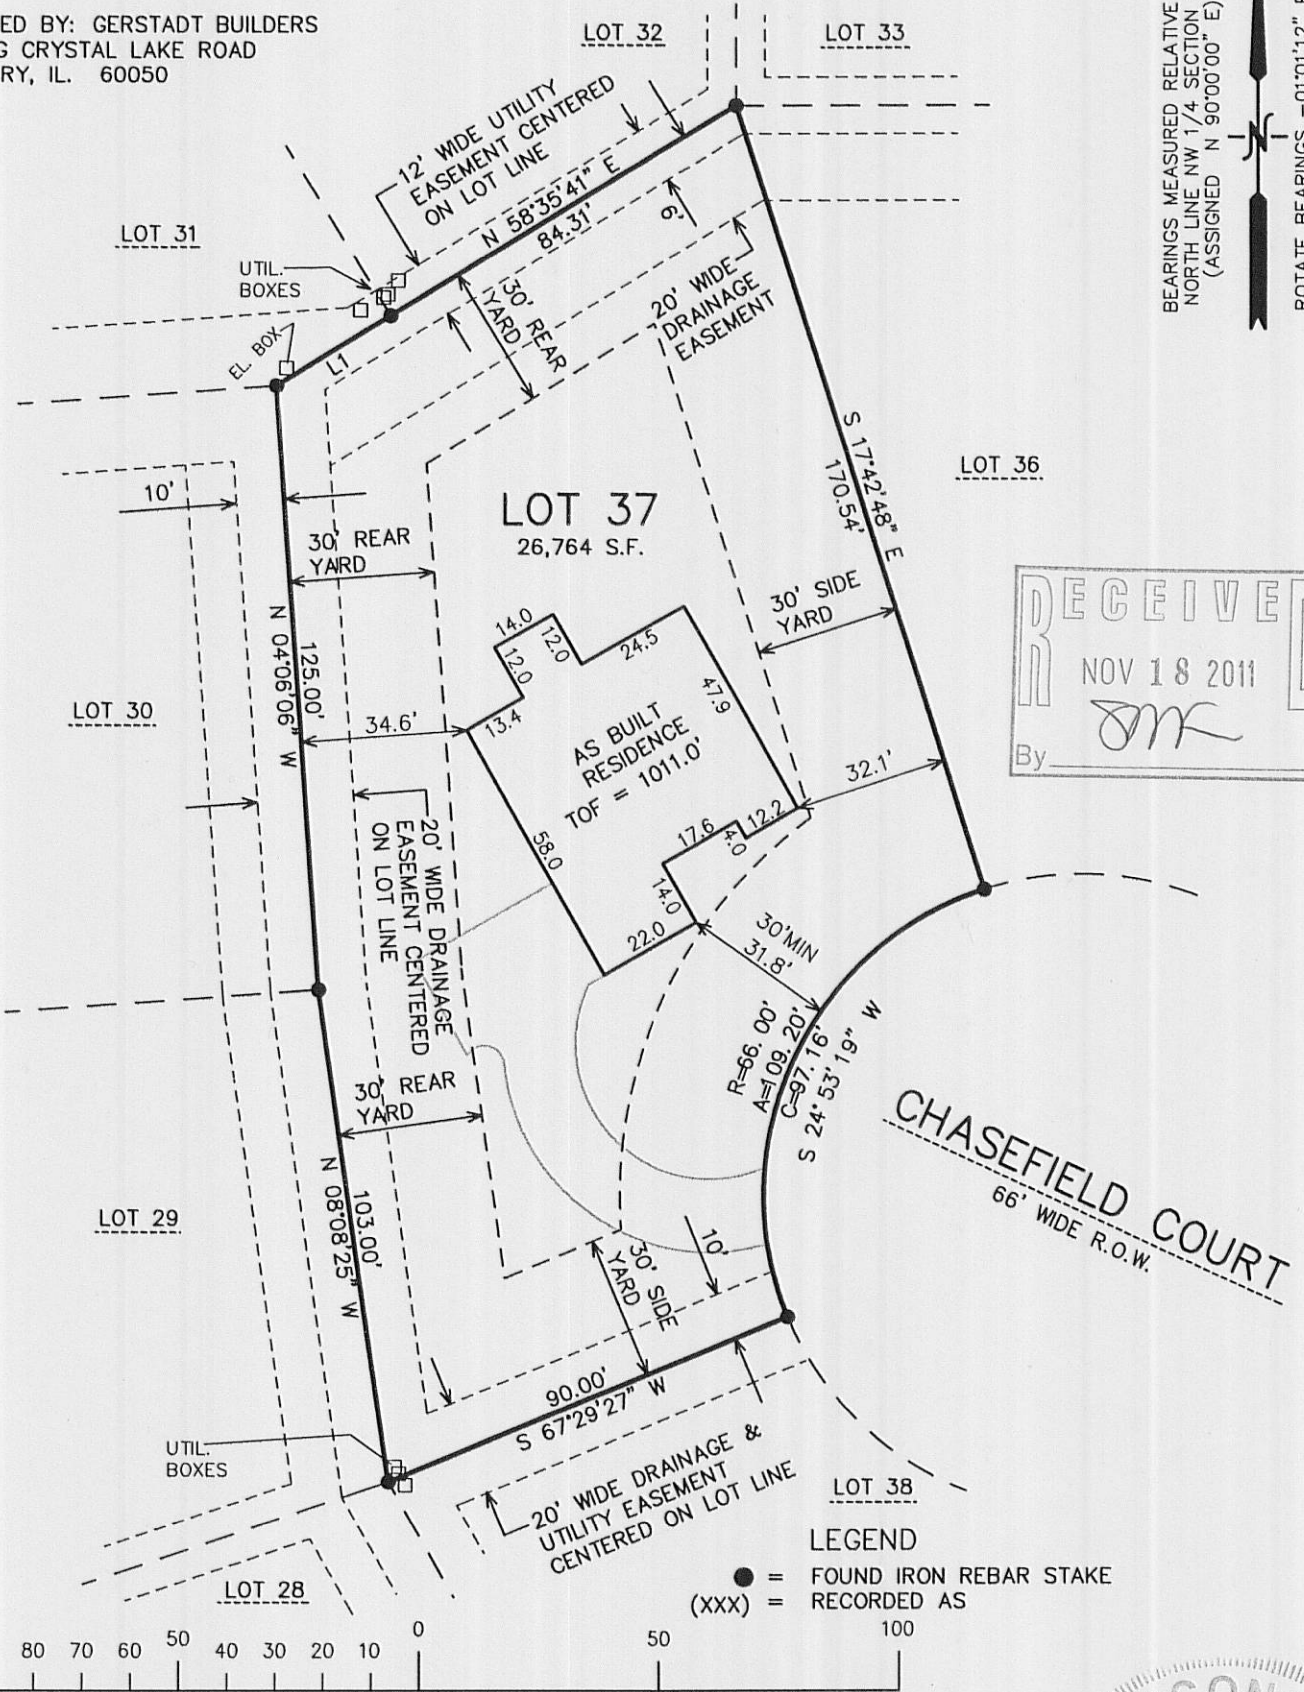 ED BY: GERSTADT BUILDERS
G CRYSTAL LAKE ROAD
RY, IL. 60050
LOT 32
LOT 33
BEARINGS MEASURED RELATIVE
NORTH LINE NW 1/4 SECTION
(ASSIGNED N 90°00'00" E)
N
ROTATE BEARINGS -01°01'12"
12' WIDE UTILITY
EASEMENT CENTERED
ON LOT LINE
N 58°35'41" E
84.31'
6'
LOT 31
UTIL.
BOXES
EL. BOX
L1
30' REAR
YARD
20' WIDE
DRAINAGE
EASEMENT
S 17°42'48" E
170.54'
LOT 36
10'
LOT 37
26,764 S.F.
30' REAR
YARD
30' SIDE
YARD
RECEIVE
NOV 18 2011
By
N 04°06'06" W
125.00'
14.0
12.0
12.0
24.5
47.9
13.4
34.6'
LOT 30
AS BUILT
RESIDENCE
TOF = 1011.0'
32.1'
17.6
4.0
12.2
58.0
14.0
22.0
20' WIDE DRAINAGE
EASEMENT CENTERED
ON LOT LINE
30'MIN
31.8'
R=66.00'
A=109.20'
C=97.16'
S 24°53'19" W
30' REAR
YARD
CHASEFIELD COURT
66' WIDE R.O.W.
LOT 29
N 08°08'25" W
103.00'
30' SIDE
YARD
10'
90.00'
S 67°29'27" W
UTIL.
BOXES
20' WIDE DRAINAGE &
UTILITY EASEMENT
CENTERED ON LOT LINE
LOT 38
LOT 28
LEGEND
= FOUND IRON REBAR STAKE
(XXX) = RECORDED AS
80 70 60 50 30 20 10 0 50 100